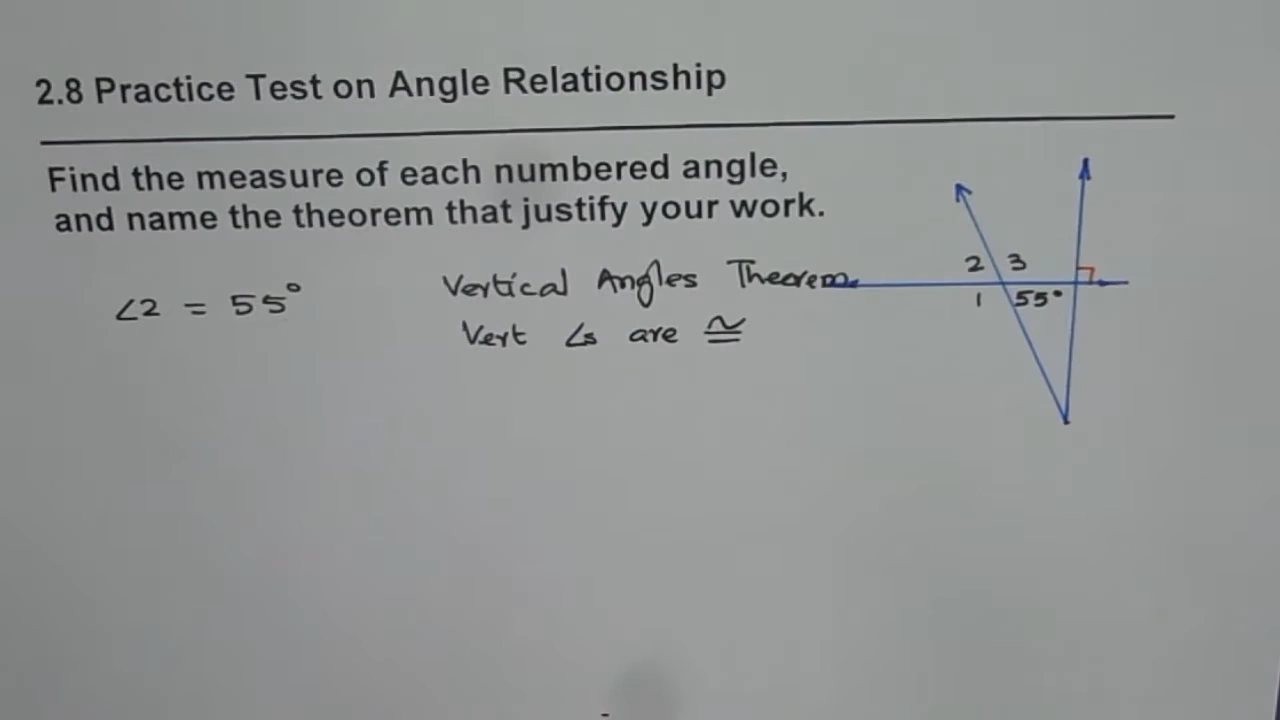 2.8 Practice Test on Angle Relationship
Find the measure of each numbered angle,
and name the theorem that justify your work.
∠2 = 55° Vertical Angles Theorem
Vert ∠s are ≅
2 3
1 55°